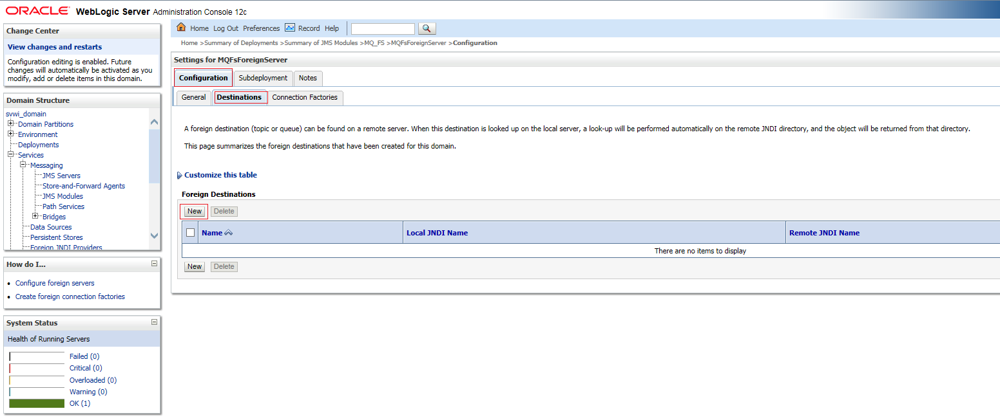 ORACLE WebLogic Server Administration Console 12c
Change Center
View changes and restarts
Configuration editing is enabled. Future
changes will automatically be activated as you
modify, add or delete items in this domain.
Domain Structure
svwi_domain
Domain Partitions
Environment
Deployments
Services
Messaging
JMS Servers
Store-and-Forward Agents
JMS Modules
Path Services
Bridges
Data Sources
Persistent Stores
Foreign JNDI Providers
How do I...
Configure foreign servers
Create foreign connection factories
System Status
Health of Running Servers
Failed (0)
Critical (0)
Overloaded (0)
Warning (0)
OK (1)
Home Log Out Preferences Record Help
Home >Summary of Deployments >Summary of JMS Modules >MQ_FS >MQFsForeignServer >Configuration
Settings for MQFsForeignServer
Configuration Subdeployment Notes
General Destinations Connection Factories
A foreign destination (topic or queue) can be found on a remote server. When this destination is looked up on the local server, a look-up will be performed automatically on the remote JNDI directory, and the object will be returned from that directory.
This page summarizes the foreign destinations that have been created for this domain.
Customize this table
Foreign Destinations
New Delete
Name Local JNDI Name Remote JNDI Name
There are no items to display
New Delete